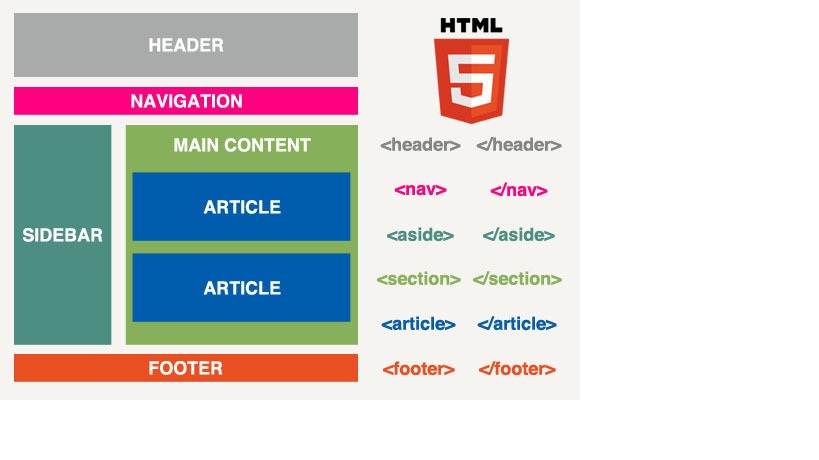 HEADER
NAVIGATION
SIDEBAR
MAIN CONTENT
ARTICLE
ARTICLE
FOOTER
HTML
5
<header> </header>
<nav> </nav>
<aside> </aside>
<section> </section>
<article> </article>
<footer> </footer>